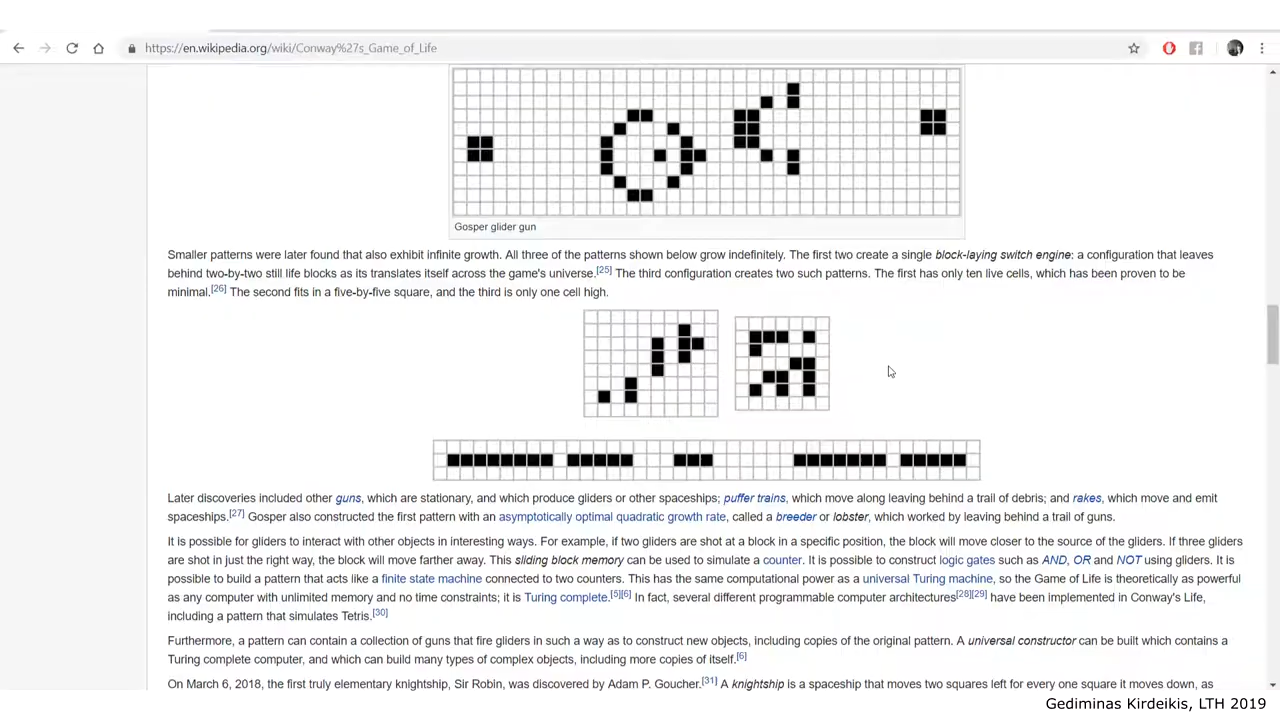 https://en.wikipedia.org/wiki/Conway%27s_Game_of_Life
Gosper glider gun
Smaller patterns were later found that also exhibit infinite growth. All three of the patterns shown below grow indefinitely. The first two create a single block-laying switch engine: a configuration that leaves
behind two-by-two still life blocks as its translates itself across the game's universe.[25] The third configuration creates two such patterns. The first has only ten live cells, which has been proven to be
minimal.[26] The second fits in a five-by-five square, and the third is only one cell high.
Later discoveries included other guns, which are stationary, and which produce gliders or other spaceships; puffer trains, which move along leaving behind a trail of debris; and rakes, which move and emit
spaceships.[27] Gosper also constructed the first pattern with an asymptotically optimal quadratic growth rate, called a breeder or lobster, which worked by leaving behind a trail of guns.
It is possible for gliders to interact with other objects in interesting ways. For example, if two gliders are shot at a block in a specific position, the block will move closer to the source of the gliders. If three gliders
are shot in just the right way, the block will move farther away. This sliding block memory can be used to simulate a counter. It is possible to construct logic gates such as AND, OR and NOT using gliders. It is
possible to build a pattern that acts like a finite state machine connected to two counters. This has the same computational power as a universal Turing machine, so the Game of Life is theoretically as powerful
as any computer with unlimited memory and no time constraints; it is Turing complete.[5][6] In fact, several different programmable computer architectures[28][29] have been implemented in Conway's Life,
including a pattern that simulates Tetris.[30]
Furthermore, a pattern can contain a collection of guns that fire gliders in such a way as to construct new objects, including copies of the original pattern. A universal constructor can be built which contains a
Turing complete computer, and which can build many types of complex objects, including more copies of itself.[6]
On March 6, 2018, the first truly elementary knightship, Sir Robin, was discovered by Adam P. Goucher.[31] A knightship is a spaceship that moves two squares left for every one square it moves down, as
Gediminas Kirdeikis, LTH 2019